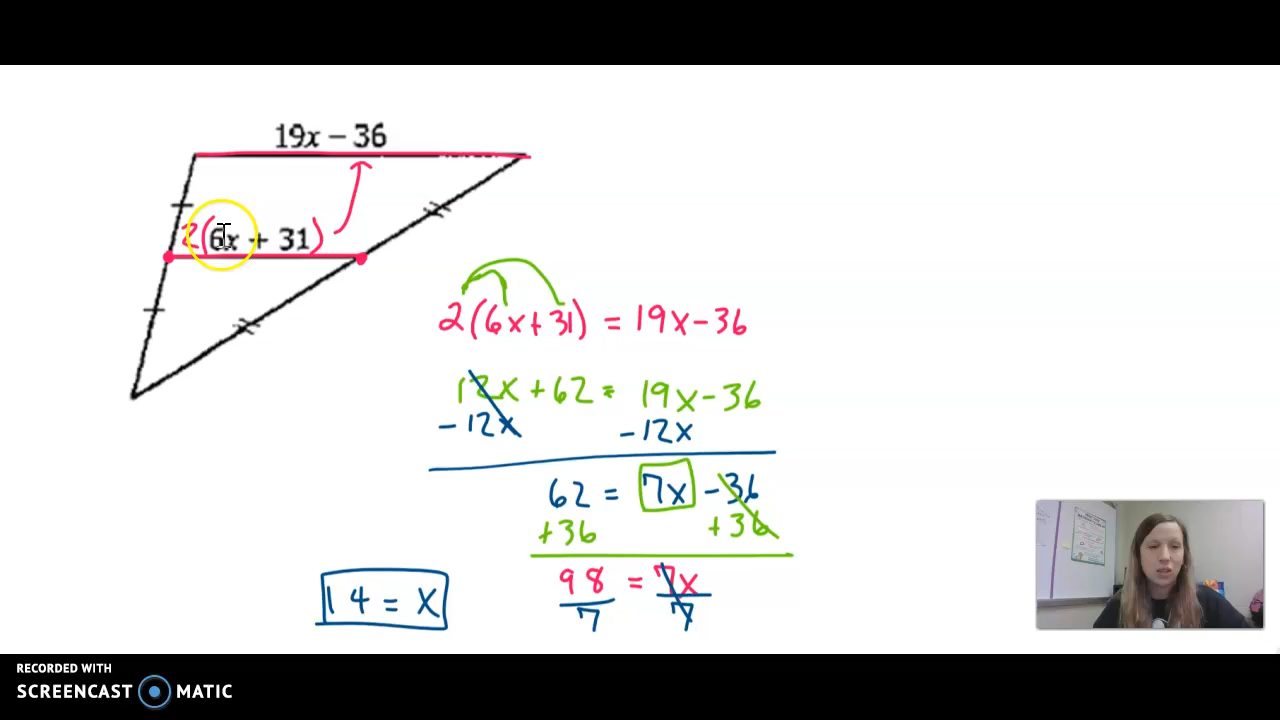 19x – 36
2(6x + 31)
2(6x+31) = 19x-36
12x +62 = 19x-36
-12x -12x
62 = 7x -36
+36 +36
98 = 7x
7 7
14 = x
RECORDED WITH
SCREENCAST MATIC